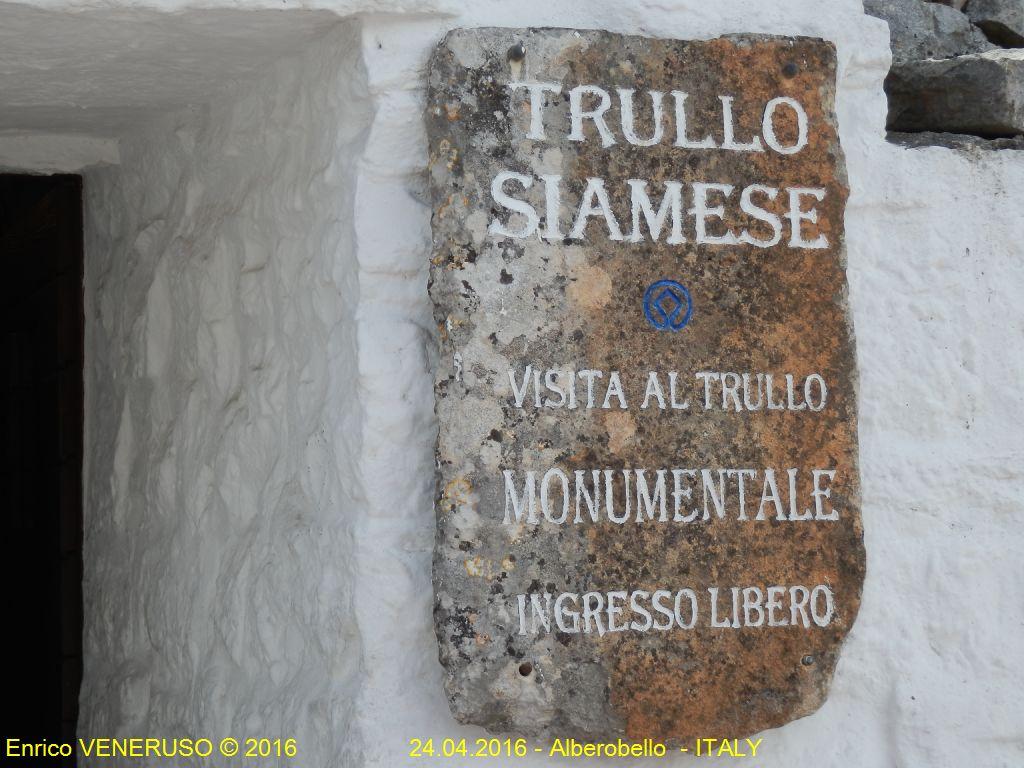 TRULLO
SIAMESE
VISITA AL TRULLO
MONUMENTALE
INGRESSO LIBERO
Enrico VENERUSO © 2016 24.04.2016 - Alberobello - ITALY